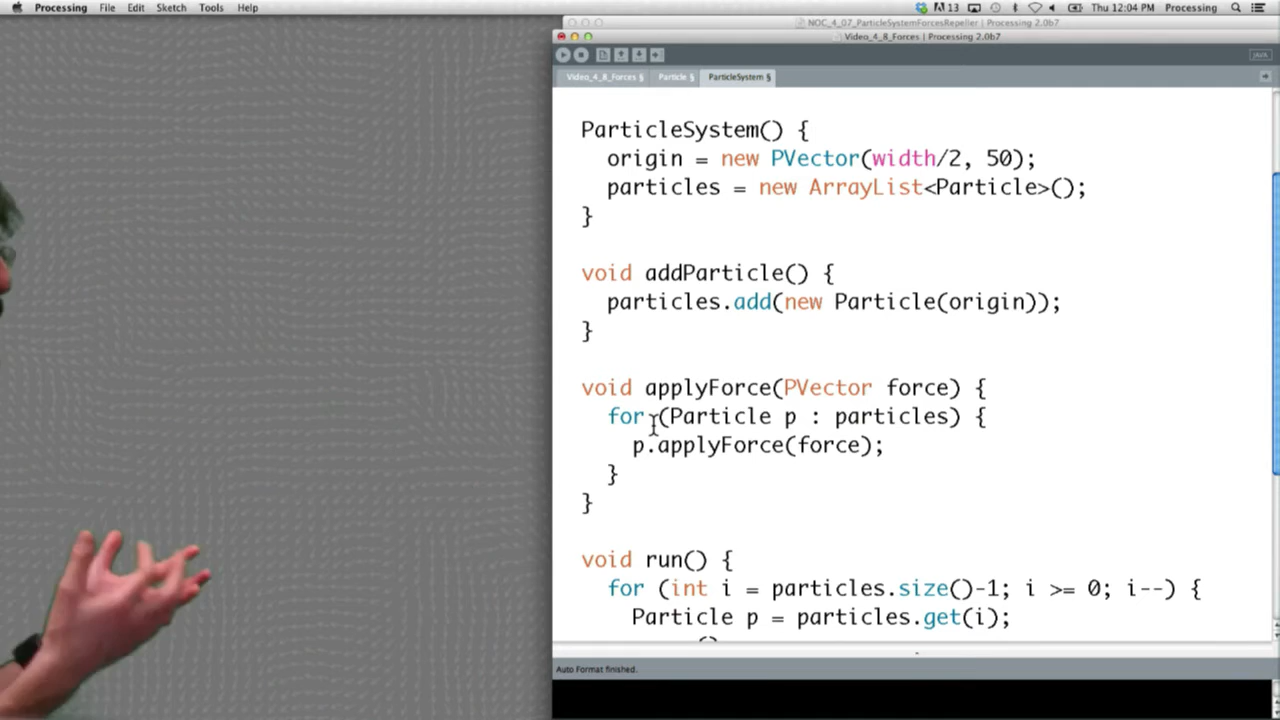 Processing File Edit Sketch Tools Help
13 Thu 12:04 PM Processing
NOC_4_07_ParticleSystemForcesRepeller | Processing 2.0b7
Video_4_8_Forces | Processing 2.0b7
JAVA
Video_4_8_Forces § Particle § ParticleSystem §
ParticleSystem() {
origin = new PVector(width/2, 50);
particles = new ArrayList<Particle>();
}
void addParticle() {
particles.add(new Particle(origin));
}
void applyForce(PVector force) {
for (Particle p : particles) {
p.applyForce(force);
}
}
void run() {
for (int i = particles.size()-1; i >= 0; i--) {
Particle p = particles.get(i);
Auto Format finished.